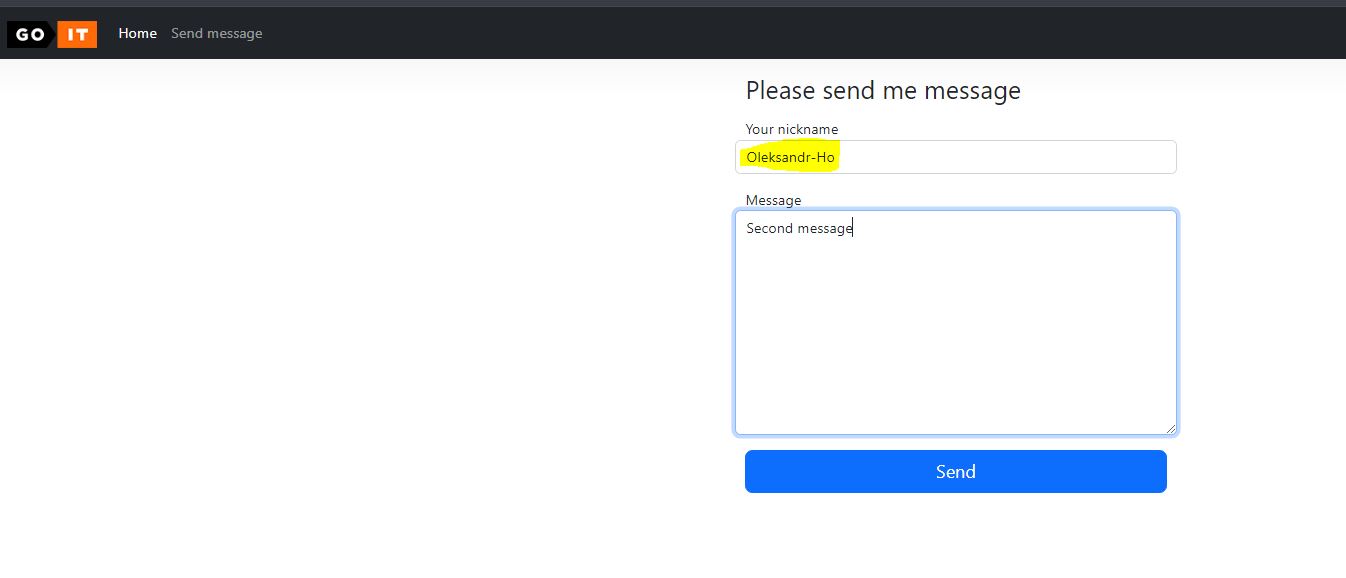 GO IT Home Send message
Please send me message
Your nickname
Oleksandr-Ho
Message
Second message
Send